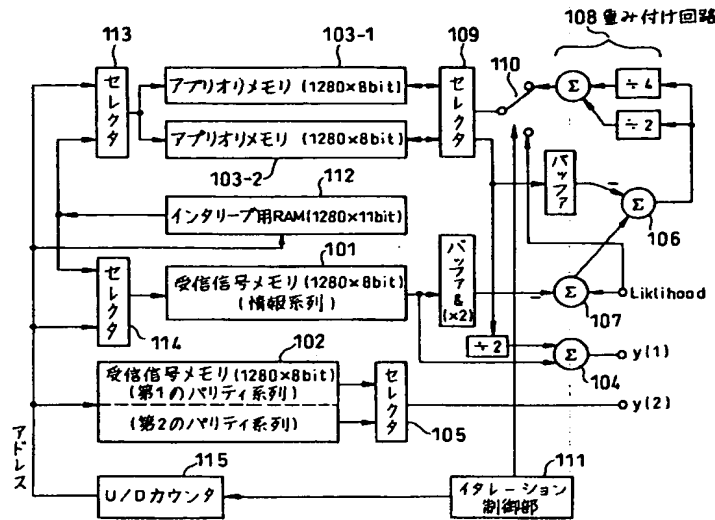 108 重み付け回路
113
103-1
109
110
セレクタ
アプリオリメモリ (1280×8bit)
セレクタ
Σ
÷4
÷2
アプリオリメモリ (1280×8bit)
103-2
112
インタリーブ用RAM(1280×11bit)
バッファ
−
Σ
106
101
セレクタ
受信信号メモリ(1280×8bit)
(情報系列)
バッファ&(×2)
−
Σ
Liklihood
107
114
÷2
102
受信信号メモリ(1280×8bit)
(第1のパリティ系列)
(第2のパリティ系列)
セレクタ
Σ
y(1)
104
y(2)
105
アドレス
115
U/Dカウンタ
111
イタレーション
制御部